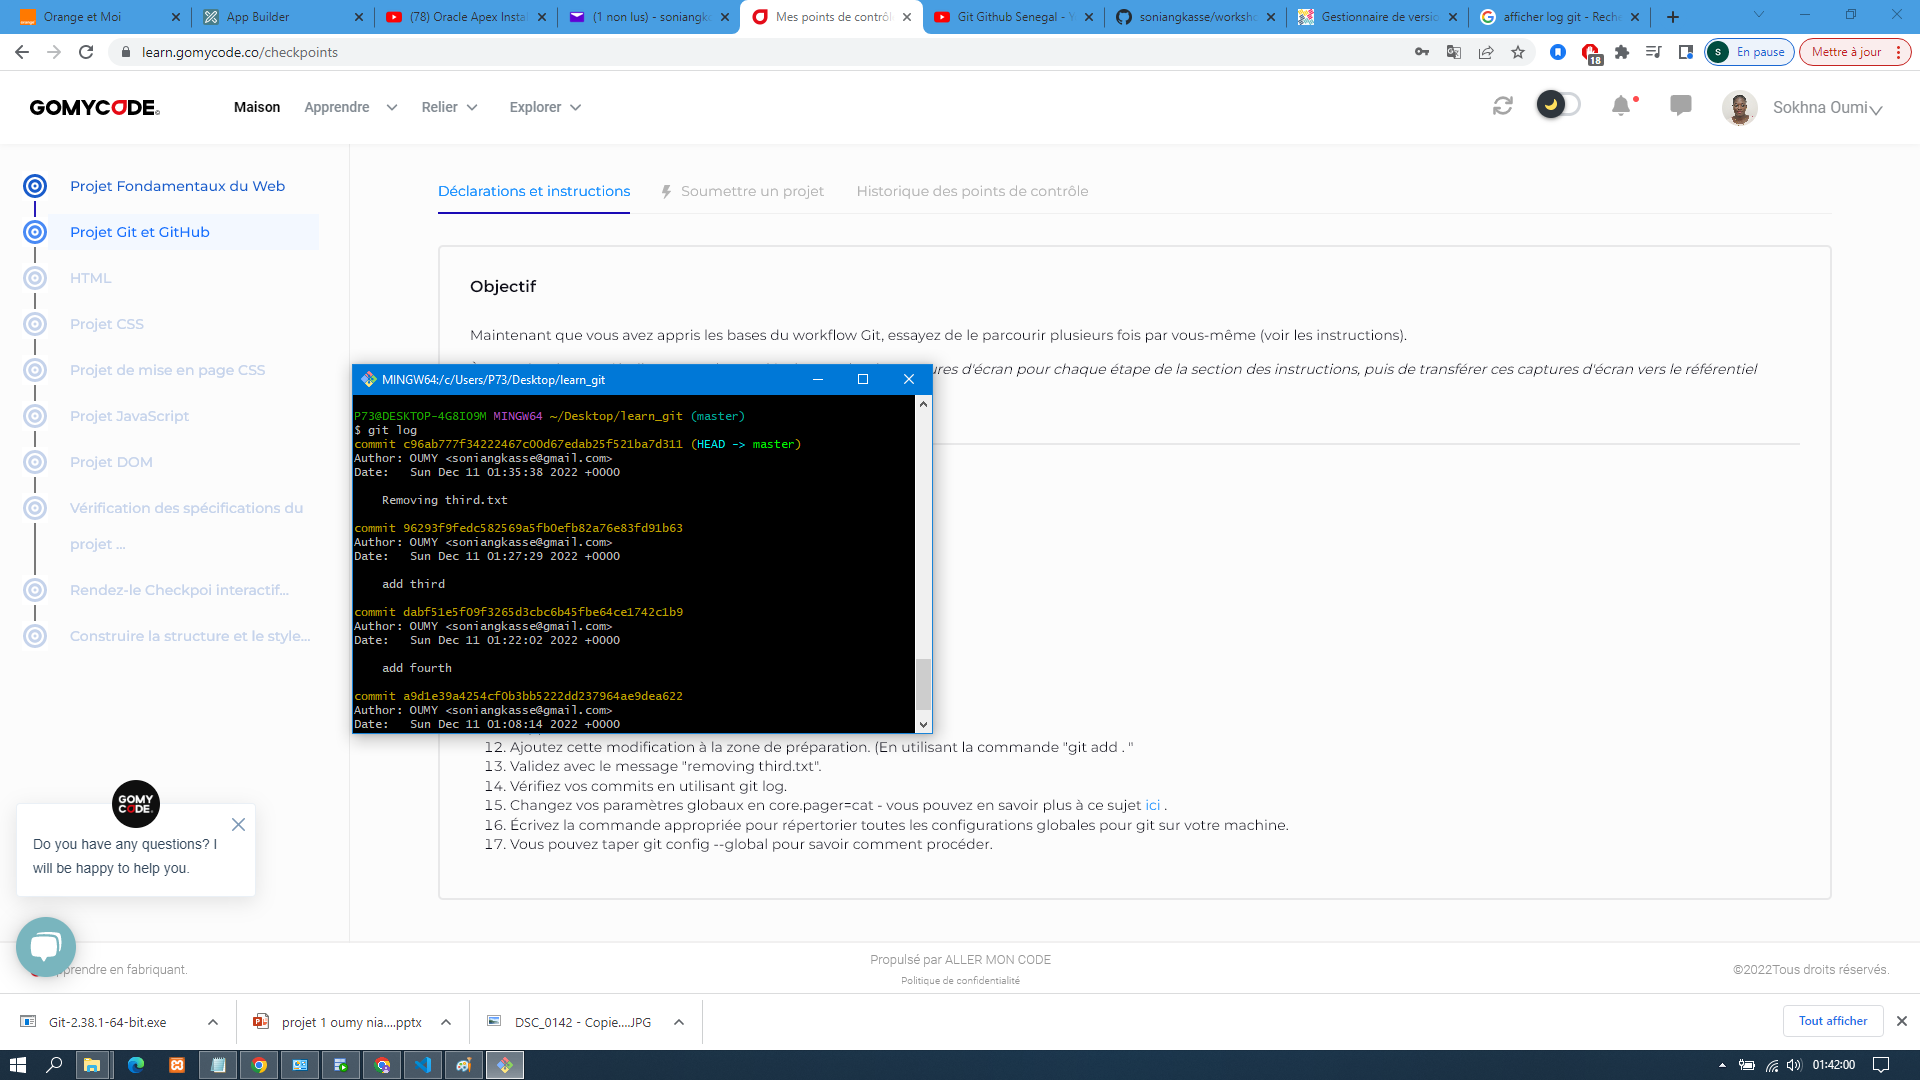 Orange et Moi
App Builder
(78) Oracle Apex Instal
(1 non lus) - soniangk
Mes points de contrôl
Git Github Senegal - Y
soniangkasse/worksh
Gestionnaire de versio
afficher log git - Rech
learn.gomycode.co/checkpoints
18
S
En pause
Mettre à jour
GOMYCODE
Maison
Apprendre
Relier
Explorer
Sokhna Oumi
Projet Fondamentaux du Web
Projet Git et GitHub
HTML
Projet CSS
Projet de mise en page CSS
Projet JavaScript
Projet DOM
Vérification des spécifications du
projet ...
Rendez-le Checkpoi interactif...
Construire la structure et le style...
Déclarations et instructions
Soumettre un projet
Historique des points de contrôle
Objectif
Maintenant que vous avez appris les bases du workflow Git, essayez de le parcourir plusieurs fois par vous-même (voir les instructions).
ures d'écran pour chaque étape de la section des instructions, puis de transférer ces captures d'écran vers le référentiel
MINGW64:/c/Users/P73/Desktop/learn_git
P73@DESKTOP-4G8IO9M MINGW64 ~/Desktop/learn_git (master)
$ git log
commit c96ab777f34222467c00d67edab25f521ba7d311 (HEAD -> master)
Author: OUMY <soniangkasse@gmail.com>
Date:   Sun Dec 11 01:35:38 2022 +0000
Removing third.txt
commit 96293f9fedc582569a5fb0efb82a76e83fd91b63
Author: OUMY <soniangkasse@gmail.com>
Date:   Sun Dec 11 01:27:29 2022 +0000
add third
commit dabf51e5f09f3265d3cbc6b45fbe64ce1742c1b9
Author: OUMY <soniangkasse@gmail.com>
Date:   Sun Dec 11 01:22:02 2022 +0000
add fourth
commit a9d1e39a4254cf0b3bb5222dd237964ae9dea622
Author: OUMY <soniangkasse@gmail.com>
Date:   Sun Dec 11 01:08:14 2022 +0000
12. Ajoutez cette modification à la zone de préparation. (En utilisant la commande "git add . "
13. Validez avec le message "removing third.txt".
14. Vérifiez vos commits en utilisant git log.
15. Changez vos paramètres globaux en core.pager=cat - vous pouvez en savoir plus à ce sujet ici .
16. Écrivez la commande appropriée pour répertorier toutes les configurations globales pour git sur votre machine.
17. Vous pouvez taper git config --global pour savoir comment procéder.
GOMY
CODE
Do you have any questions? I
will be happy to help you.
pprendre en fabriquant.
Propulsé par ALLER MON CODE
Politique de confidentialité
©2022Tous droits réservés.
Git-2.38.1-64-bit.exe
projet 1 oumy nia....pptx
DSC_0142 - Copie....JPG
Tout afficher
01:42:00